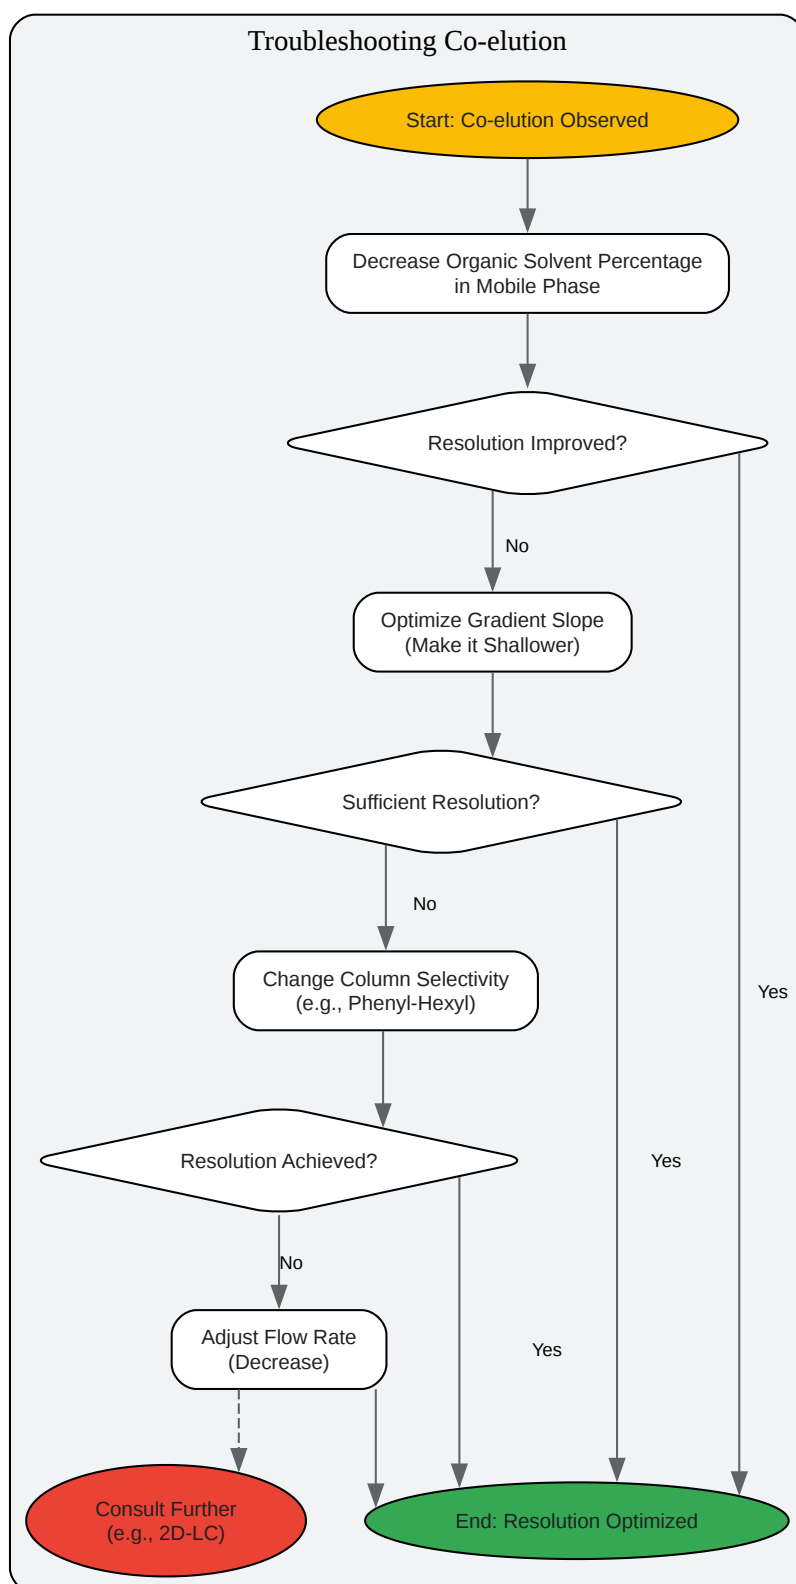 Troubleshooting Co-elution
Start: Co-elution Observed
Decrease Organic Solvent Percentage
in Mobile Phase
Resolution Improved?
No
Optimize Gradient Slope
(Make it Shallower)
Sufficient Resolution?
No
Change Column Selectivity
(e.g., Phenyl-Hexyl)
Yes
Resolution Achieved?
Yes
No
Adjust Flow Rate
(Decrease)
Yes
Consult Further
(e.g., 2D-LC)
End: Resolution Optimized